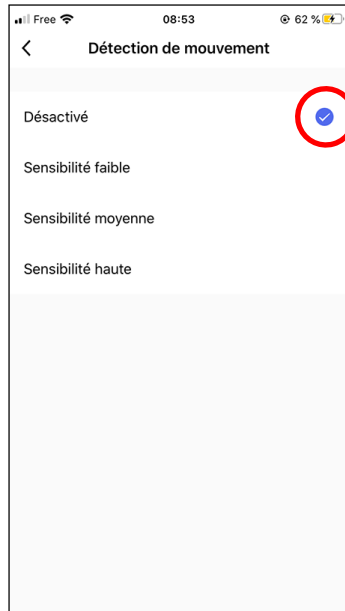 Free 08:53 62 %
Détection de mouvement
Désactivé
Sensibilité faible
Sensibilité moyenne
Sensibilité haute